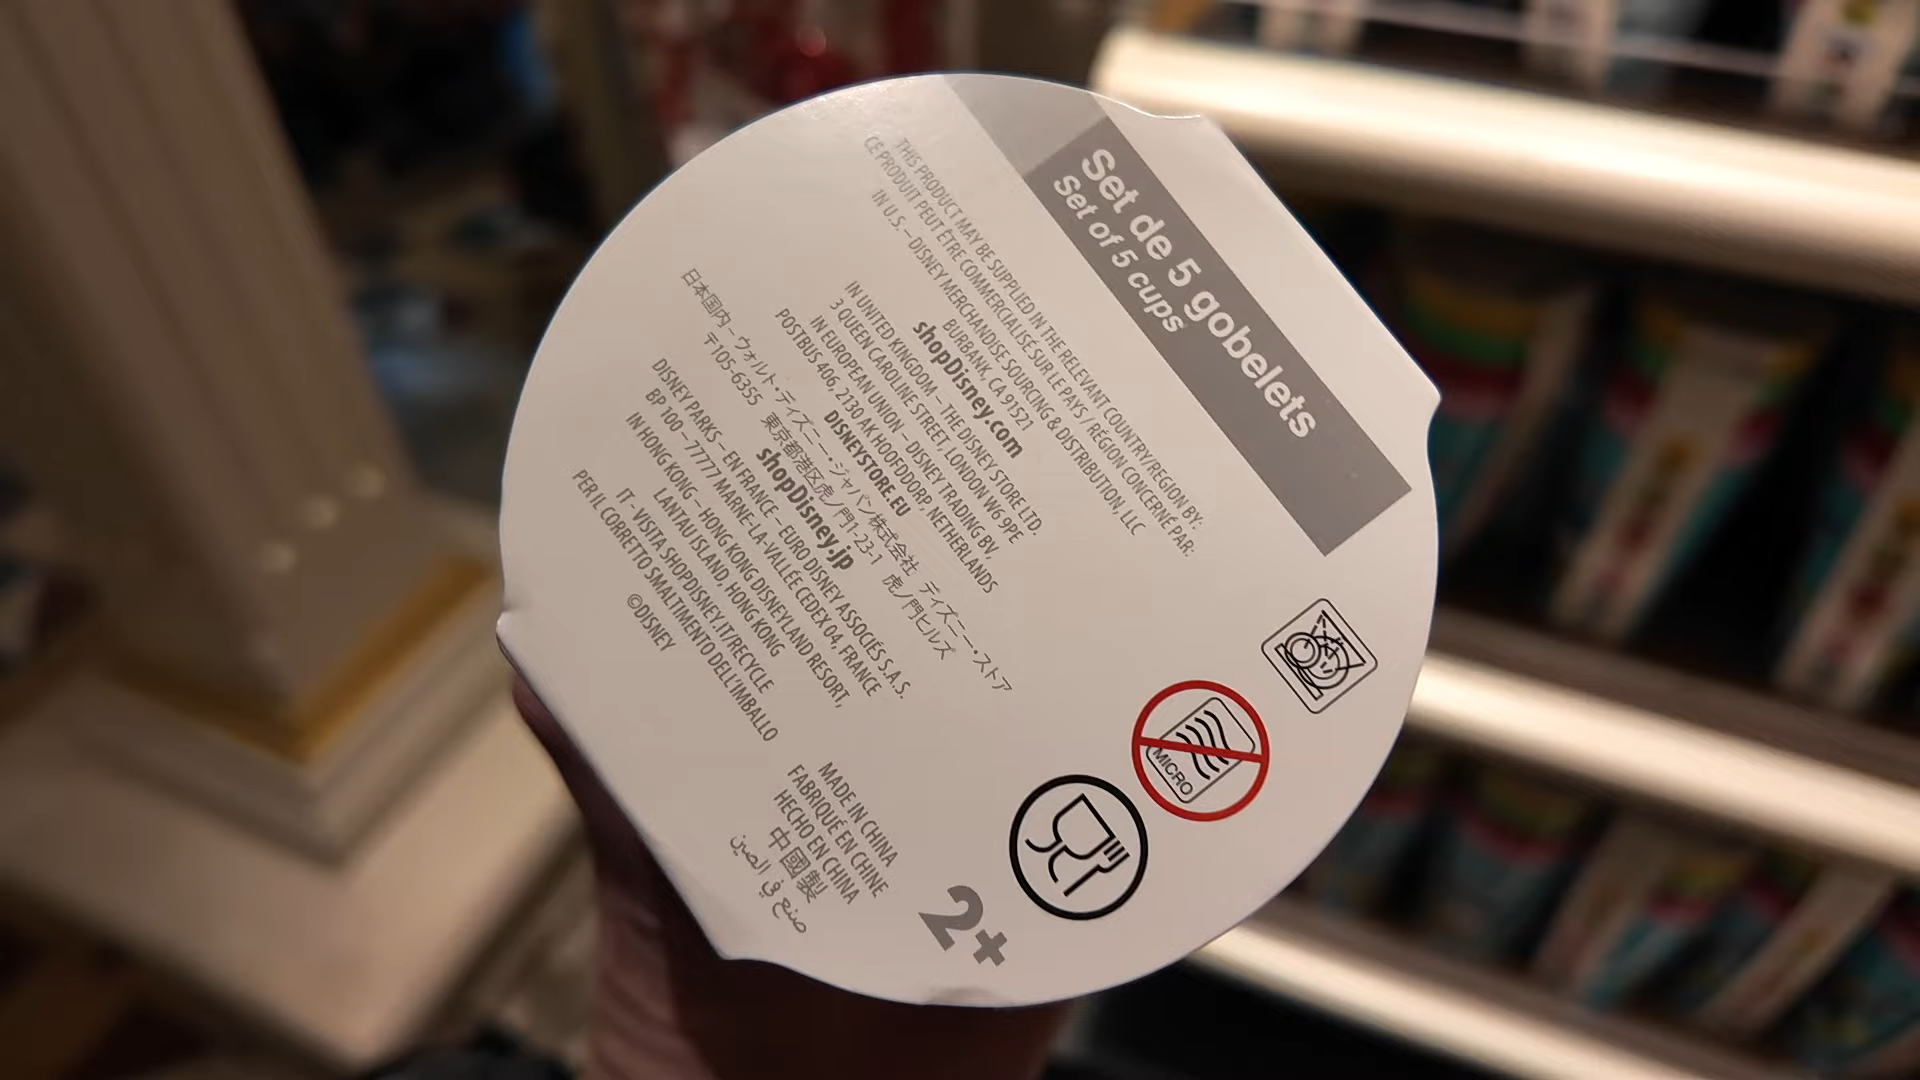 Set de 5 gobelets
Set of 5 cups
THIS PRODUCT MAY BE SUPPLIED IN THE RELEVANT COUNTRY/REGION BY:
CE PRODUIT PEUT ÊTRE COMMERCIALISÉ SUR LE PAYS / RÉGION CONCERNÉ PAR:
IN U.S. – DISNEY MERCHANDISE SOURCING & DISTRIBUTION, LLC
BURBANK, CA 91521
shopDisney.com
IN UNITED KINGDOM – THE DISNEY STORE LTD.
3 QUEEN CAROLINE STREET, LONDON W6 9PE
IN EUROPEAN UNION – DISNEY TRADING BV,
POSTBUS 406, 2130 AK HOOFDDORP, NETHERLANDS
DISNEYSTORE.EU
日本国内 – ウォルト・ディズニー・ジャパン株式会社 ディズニー・ストア
〒105-6355 東京都港区虎ノ門1-23-1 虎ノ門ヒルズ
shopDisney.jp
DISNEY PARKS – EN FRANCE – EURO DISNEY ASSOCIÉS S.A.S.
BP 100 – 77777 MARNE-LA-VALLÉE CEDEX 04, FRANCE
IN HONG KONG – HONG KONG DISNEYLAND RESORT,
LANTAU ISLAND, HONG KONG
IT - VISITA SHOPDISNEY.IT/RECYCLE
PER IL CORRETTO SMALTIMENTO DELL'IMBALLO
©DISNEY
MADE IN CHINA
FABRIQUÉ EN CHINE
HECHO EN CHINA
中國製
صنع في الصين
2+
MICRO